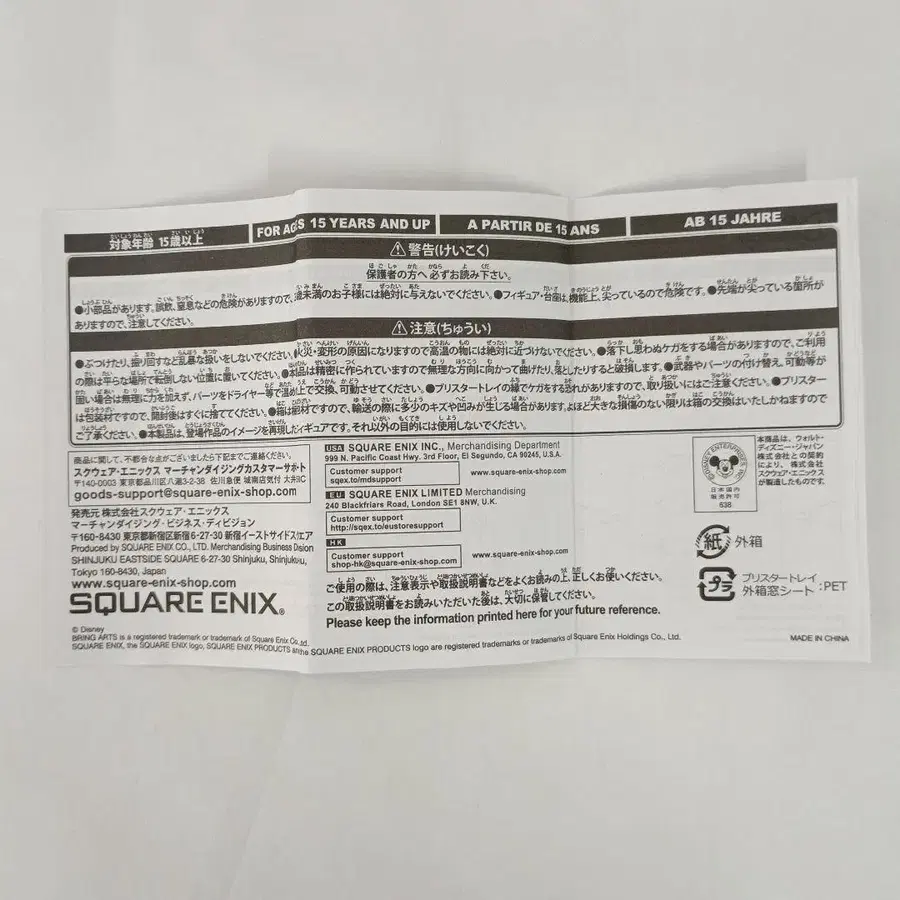 対象年齢 15歳以上
FOR AGES 15 YEARS AND UP
A PARTIR DE 15 ANS
AB 15 JAHRE
⚠警告(けいこく)
保護者の方へ必ずお読み下さい。
●小部品があります。誤飲、窒息などの危険がありますので、歳未満のお子様には絶対に与えないでください。●フィギュア・台座は、機能上、尖っているので危険です。●先端が尖っている箇所が
ありますので、注意してください。
⚠注意(ちゅうい)
●ぶつけたり、振り回すなど乱暴な扱いをしないでください。●火災・変形の原因になりますので高温の物には絶対に近づけないでください。●落下し思わぬケガをする場合がありますので、ご利用
の際は平らな場所で転倒しない位置に置いてください。●本品は精密に作られていますので無理な方向に向かって曲げたり、落としたりすると破損します。●武器やパーツの付け替え、可動等が
固い場合は無理に力を加えず、パーツをドライヤー等で温め上で交換、可動させてください。●ブリスタートレイの縁でケガをする恐れがありますので、取り扱いにはご注意ください。●ブリスター
は包装材ですので、開封後はすぐに捨ててください。●箱は梱材ですので、輸送の際に多少のキズや凹みが生じる場合があります。よほど大きな損傷のない限りは箱の交換はいたしかねますので
ご了承ください。●本製品は、登場作品のイメージを再現したィギュアです。それ以外の目的には使用しないでください。
商品に関して、不都合な点がございましたら下記までご連絡ください。
スクウェア・エニックス マーチャンダイジングカスタマーサポート
〒140-0003 東京都品川区八潮3-2-38 佐川急便 城南店気付 大井3C
goods-support@square-enix-shop.com
発売元 株式会社スクウェア・エニックス
マーチャンダイジング・ビジネス・ディビジョン
〒160-8430 東京都新宿区新宿6-27-30 新宿イーストサイドスクエア
Produced by SQUARE ENIX CO., LTD. Merchandising Business Dision
SHINJUKU EASTSIDE SQUARE 6-27-30 Shinjuku, Shinjuku-ku,
Tokyo 160-8430, Japan
www.square-enix-shop.com
SQUARE ENIX®
USA SQUARE ENIX INC., Merchandising Department
999 N. Pacific Coast Hwy. 3rd Floor, El Segundo, CA 90245, U.S.A.
Customer support
sqex.to/mdsupport
www.square-enix-shop.com
EU SQUARE ENIX LIMITED Merchandising
240 Blackfriars Road, London SE1 8NW, U.K.
Customer support
http://sqex.to/eustoresupport
HK
Customer support
shop-hk@square-enix.com
www.square-enix-shop.com
ご使用の際は、注意表示や取扱説明書などをよくお読みの上、正しくお使いください。
この取扱説明書をお読みいただいた後は、大切に保管してください。
Please keep the information printed here for your future reference.
日本国内
販売許可
638
本商品は、ウォルト・
ディズニー・ジャパン
株式会社との契約
により、株式会社
スクウェア・エニックス
が製造したものです。
紙 外箱
プラ ブリスタートレイ
外箱窓シート :PET
© Disney
BRING ARTS is a registered trademark or trademark of Square Enix Co.,Ltd.
SQUARE ENIX, the SQUARE ENIX logo, SQUARE ENIX PRODUCTS and the SQUARE ENIX PRODUCTS logo are registered trademarks or trademarks of Square Enix Holdings Co., Ltd.
MADE IN CHINA